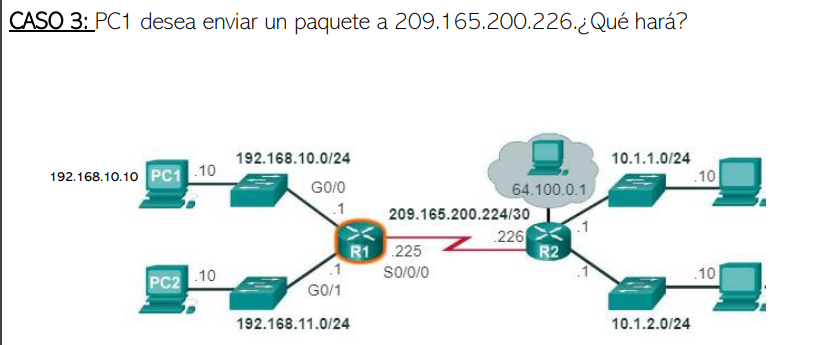 CASO 3: PC1 desea enviar un paquete a 209.165.200.226.¿Qué hará?
192.168.10.0/24
10.1.1.0/24
192.168.10.10 PC1 .10
.10
G0/0
64.100.0.1
.1
209.165.200.224/30
.226
.1
R1
.225
R2
S0/0/0
.1
.1
PC2 .10
.10
G0/1
192.168.11.0/24
10.1.2.0/24